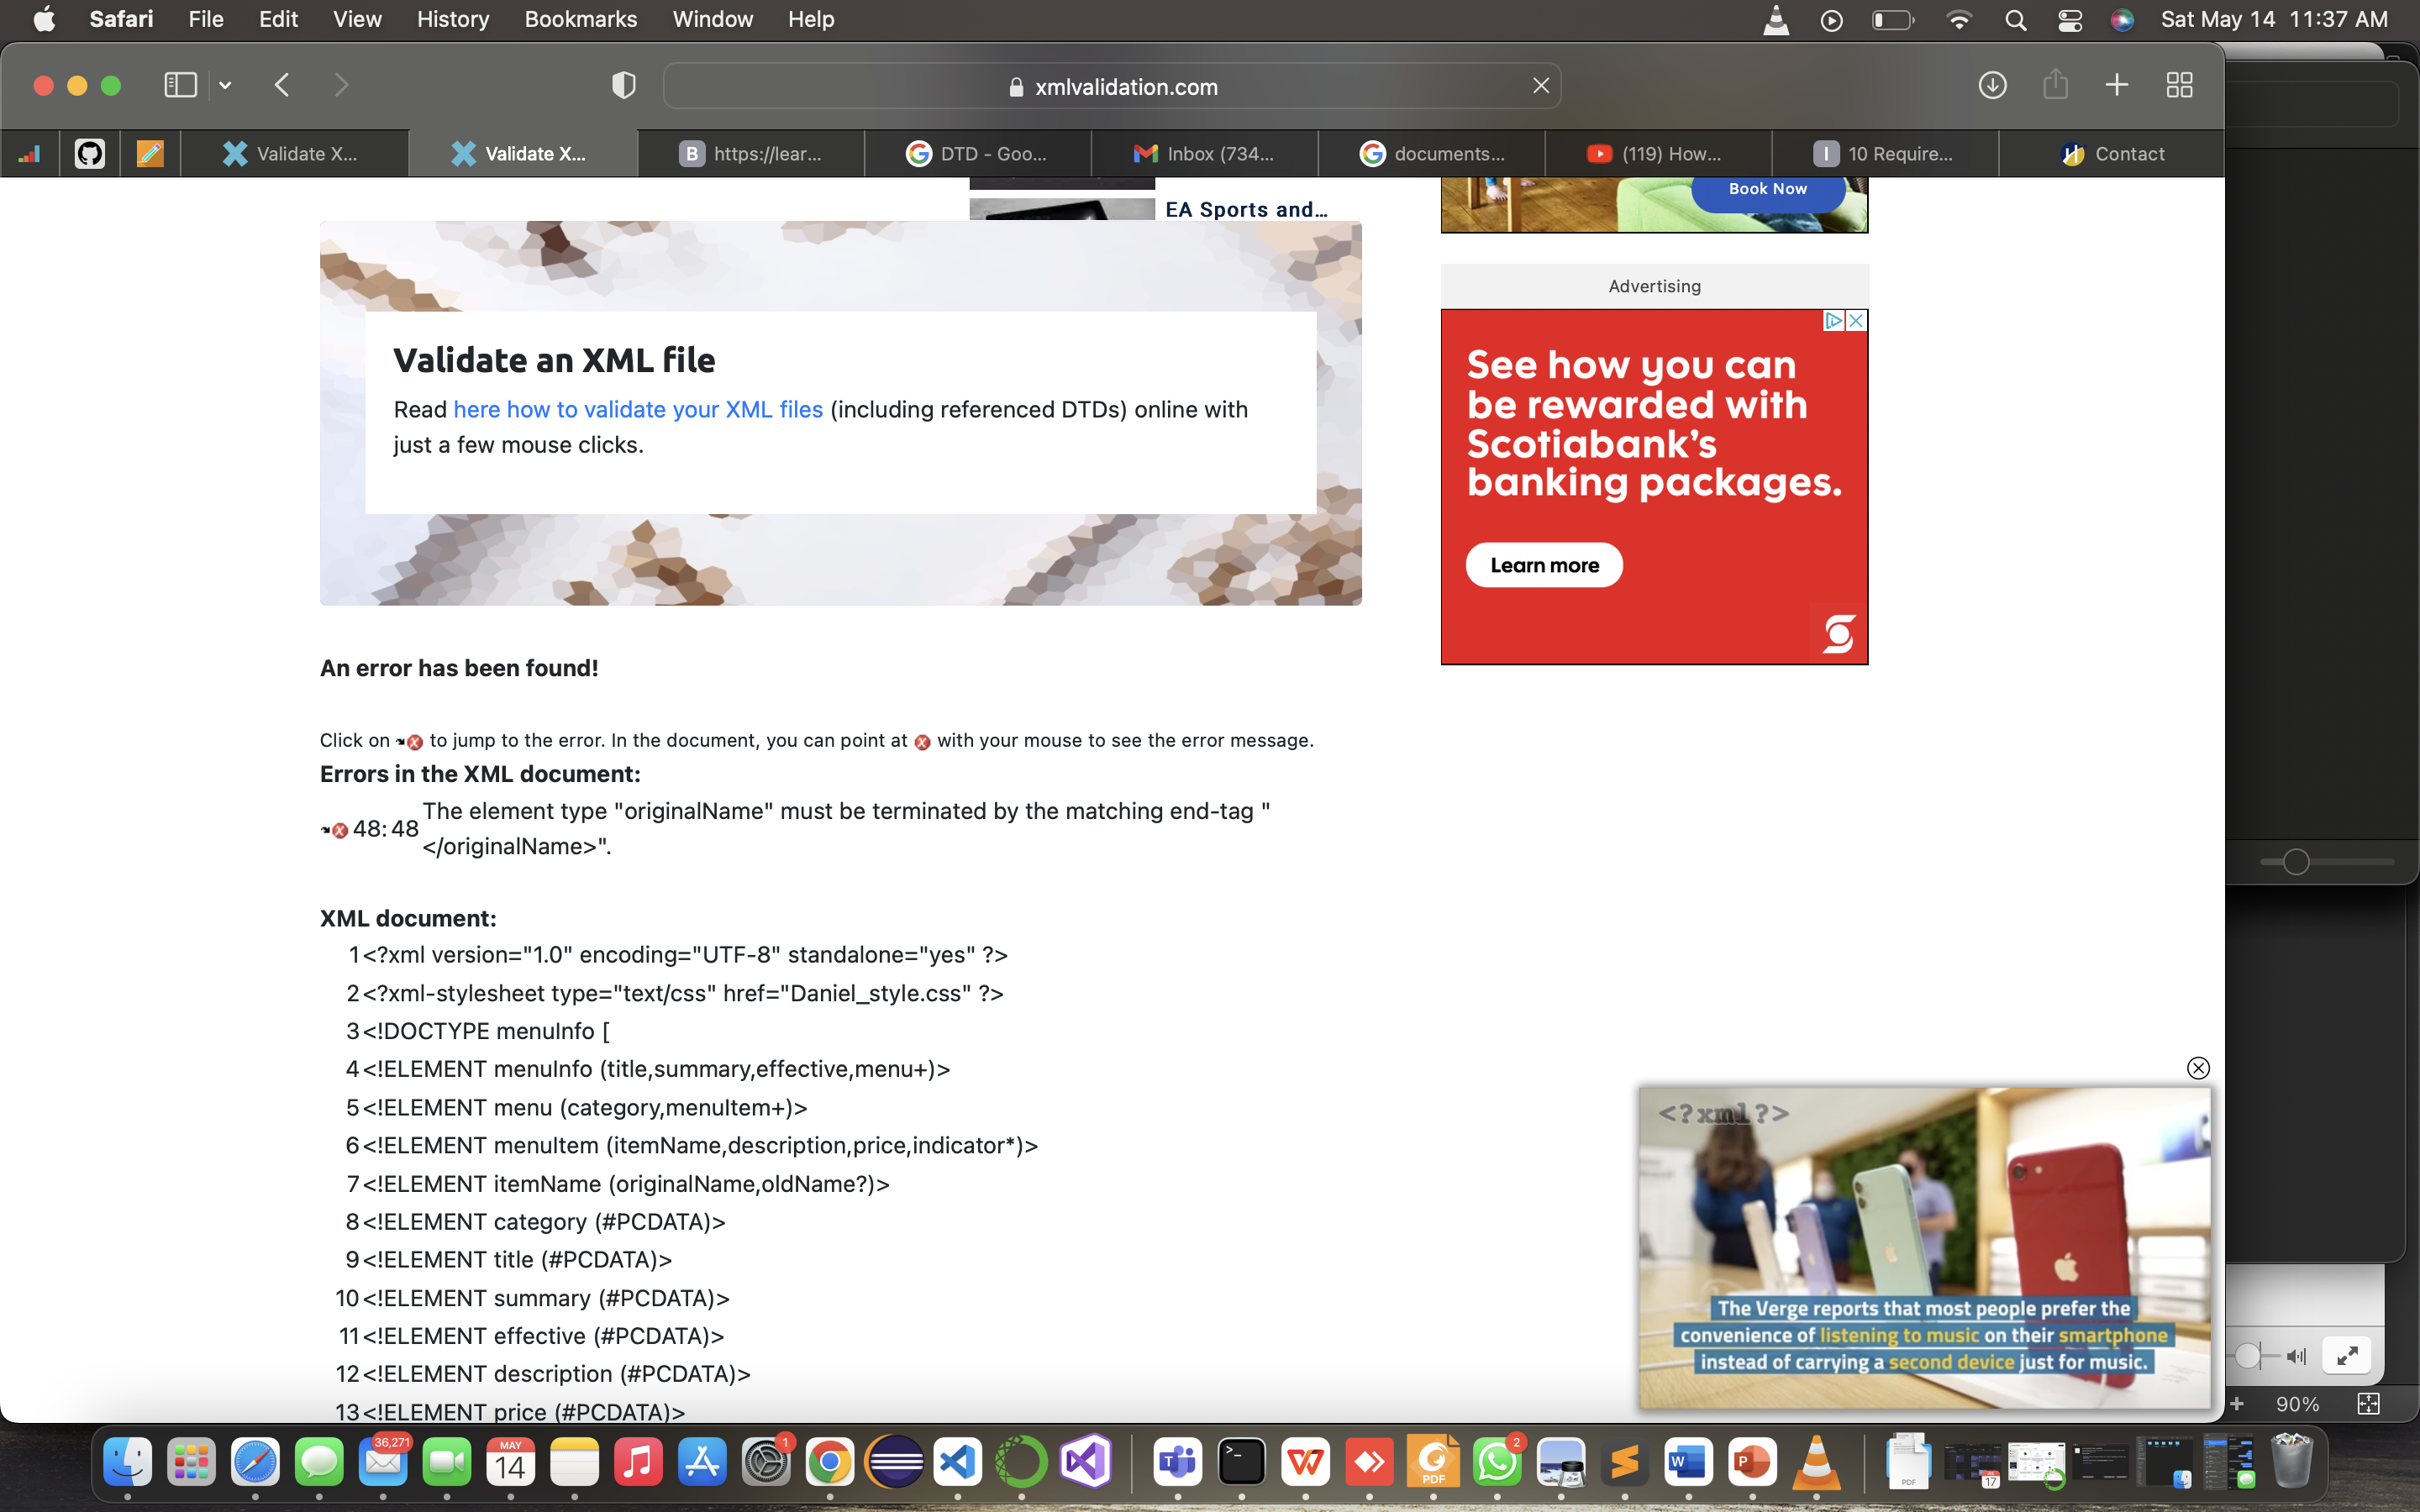 Safari File Edit View History Bookmarks Window Help Sat May 14 11:37 AM
xmlvalidation.com
Validate X... Validate X... B https://lear... DTD - Goo... Inbox (734... documents... (119) How... I 10 Require... Contact
EA Sports and...
Book Now
Advertising
Validate an XML file
Read here how to validate your XML files (including referenced DTDs) online with
just a few mouse clicks.
See how you can
be rewarded with
Scotiabank's
banking packages.
Learn more
An error has been found!
Click on to jump to the error. In the document, you can point at with your mouse to see the error message.
Errors in the XML document:
48: 48 The element type "originalName" must be terminated by the matching end-tag "
</originalName>".
XML document:
1 <?xml version="1.0" encoding="UTF-8" standalone="yes" ?>
2 <?xml-stylesheet type="text/css" href="Daniel_style.css" ?>
3 <!DOCTYPE menuInfo [
4 <!ELEMENT menuInfo (title,summary,effective,menu+)>
5 <!ELEMENT menu (category,menuItem+)>
6 <!ELEMENT menuItem (itemName,description,price,indicator*)>
7 <!ELEMENT itemName (originalName,oldName?)>
8 <!ELEMENT category (#PCDATA)>
9 <!ELEMENT title (#PCDATA)>
10 <!ELEMENT summary (#PCDATA)>
11 <!ELEMENT effective (#PCDATA)>
12 <!ELEMENT description (#PCDATA)>
13 <!ELEMENT price (#PCDATA)>
<?xml?>
The Verge reports that most people prefer the
convenience of listening to music on their smartphone
instead of carrying a second device just for music.
90%
36,271
MAY
14
1
T
>_
W
PDF
2
W
P
PDF
17